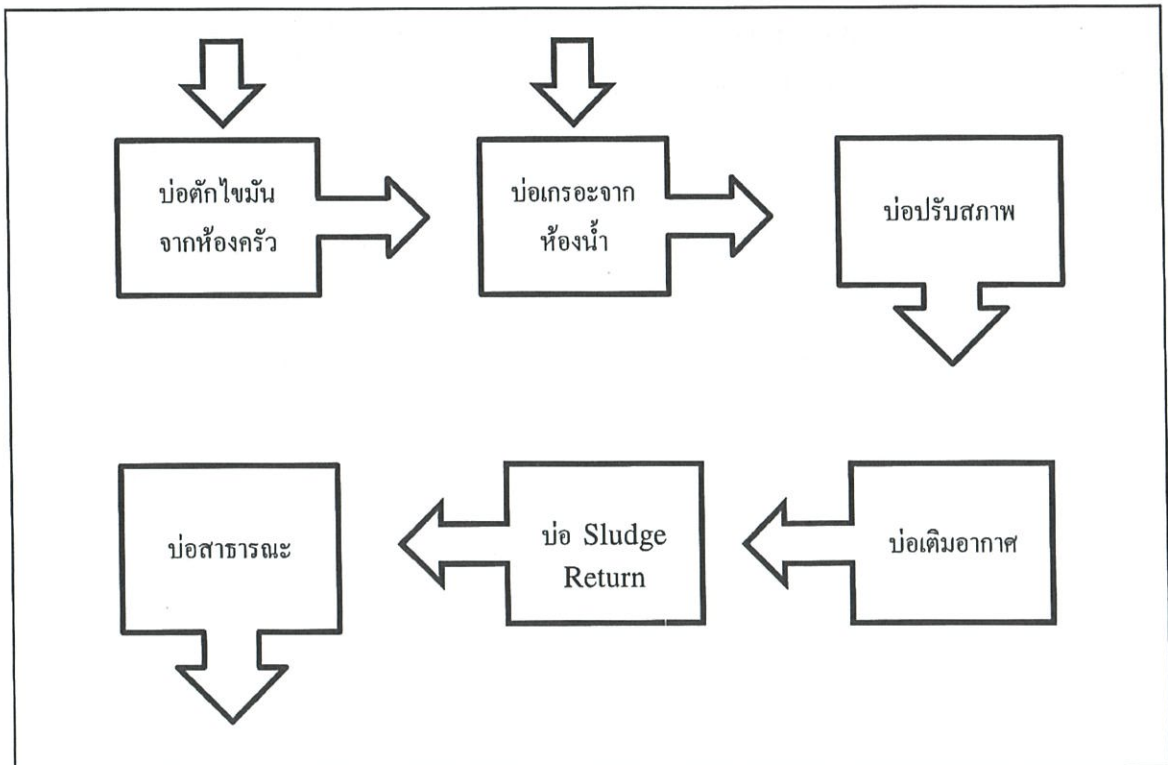 บ่อดักไขมัน
จากห้องครัว
บ่อเกรอะจาก
ห้องน้ำ
บ่อปรับสภาพ
บ่อสาธารณะ
บ่อ Sludge
Return
บ่อเติมอากาศ